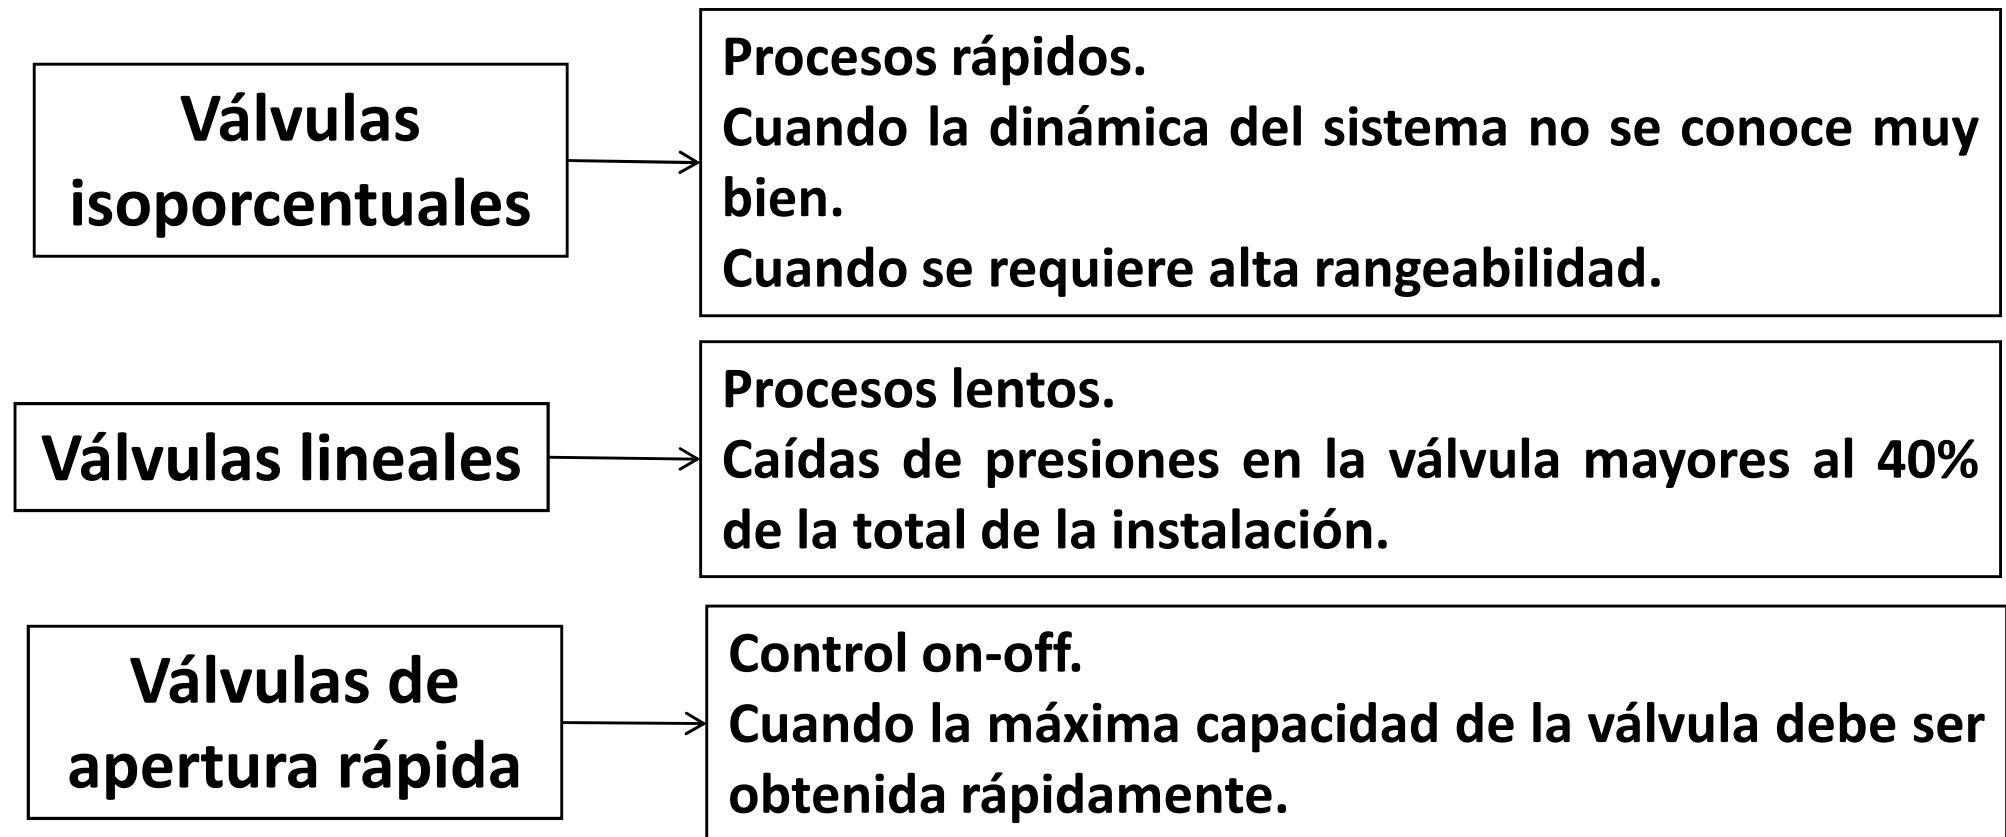 Válvulas
isoporcentuales
Procesos rápidos.
Cuando la dinámica del sistema no se conoce muy
bien.
Cuando se requiere alta rangeabilidad.
Válvulas lineales
Procesos lentos.
Caídas de presiones en la válvula mayores al 40%
de la total de la instalación.
Válvulas de
apertura rápida
Control on-off.
Cuando la máxima capacidad de la válvula debe ser
obtenida rápidamente.